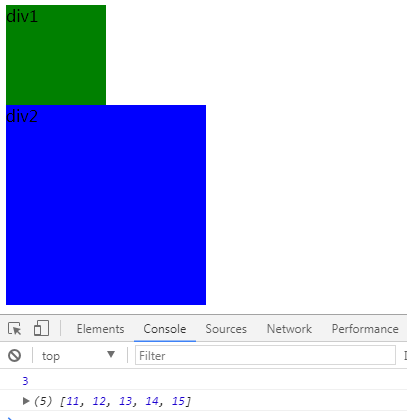 div1
div2
Elements Console Sources Network Performance
top Filter
3
(5) [11, 12, 13, 14, 15]